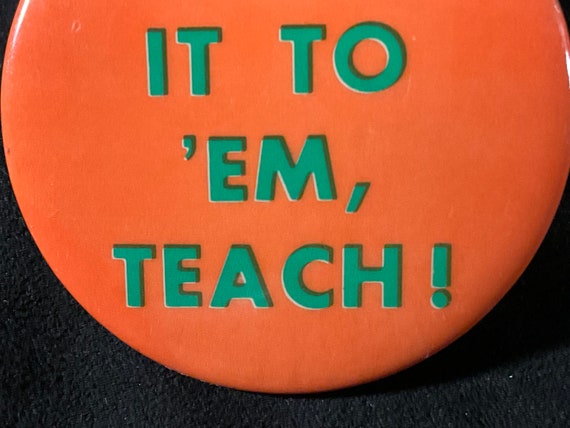 IT TO
'EM,
TEACH!